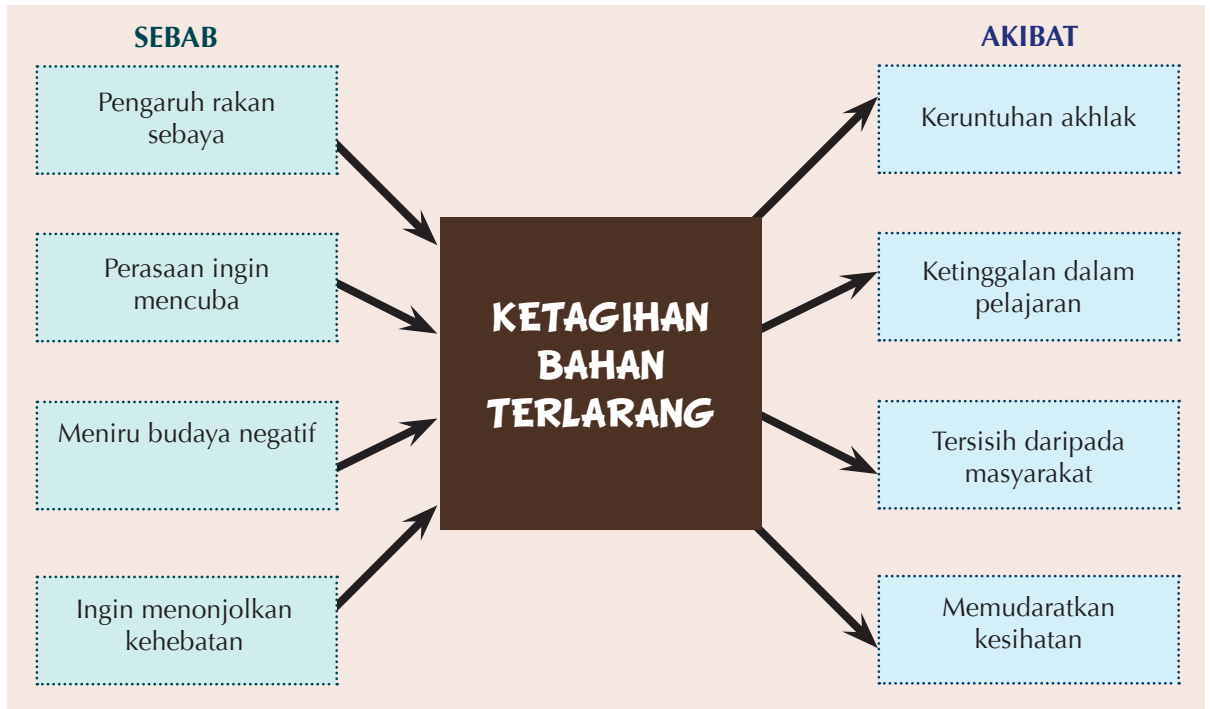 SEBAB
Pengaruh rakan
sebaya
Perasaan ingin
mencuba
Meniru budaya negatif
Ingin menonjolkan
kehebatan
KETAGIHAN
BAHAN
TERLARANG
AKIBAT
Keruntuhan akhlak
Ketinggalan dalam
pelajaran
Tersisih daripada
masyarakat
Memudaratkan
kesihatan